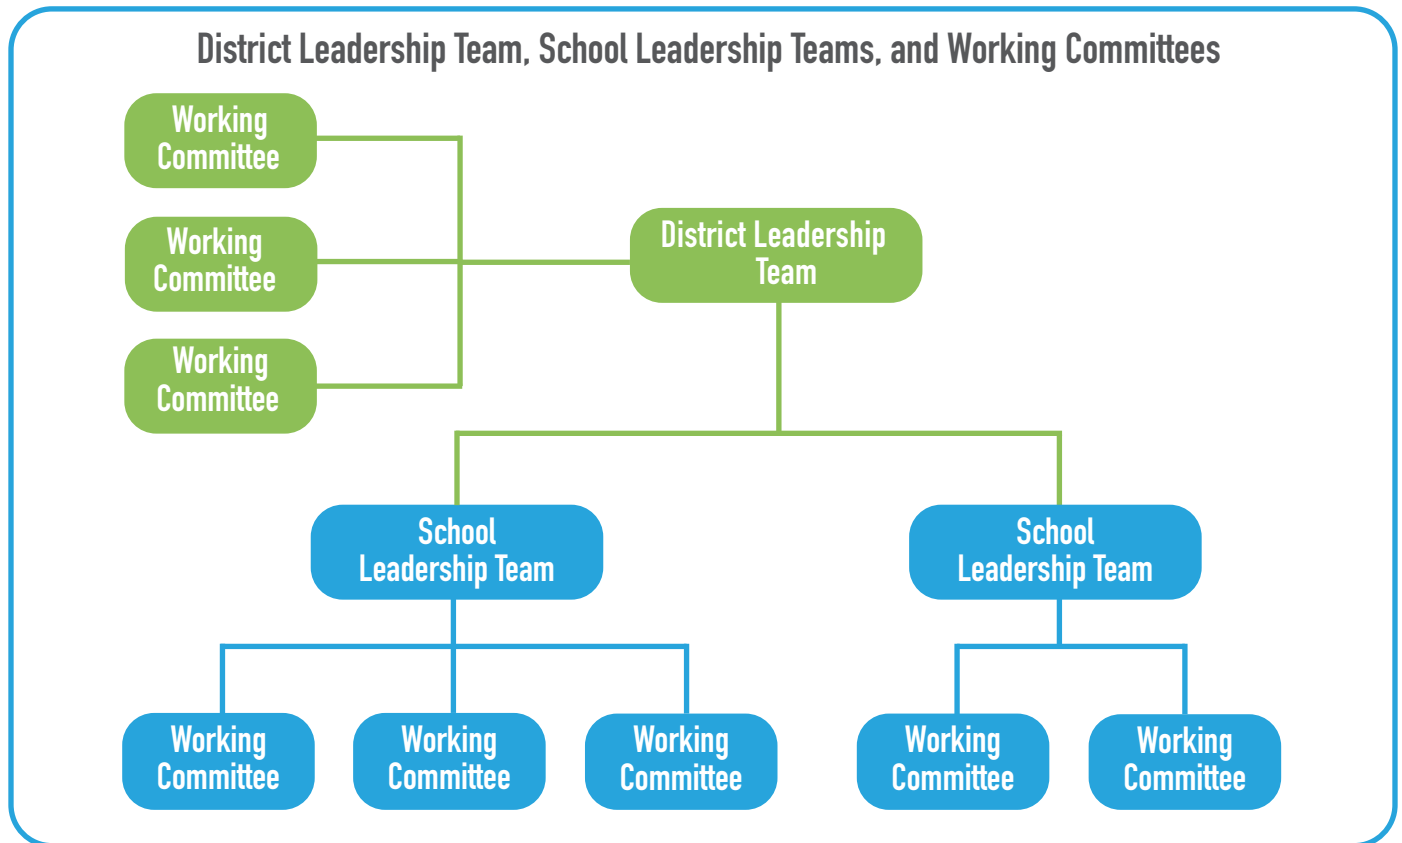 District Leadership Team, School Leadership Teams, and Working Committees
Working
Committee
Working
Committee
Working
Committee
District Leadership
Team
School
Leadership Team
School
Leadership Team
Working
Committee
Working
Committee
Working
Committee
Working
Committee
Working
Committee